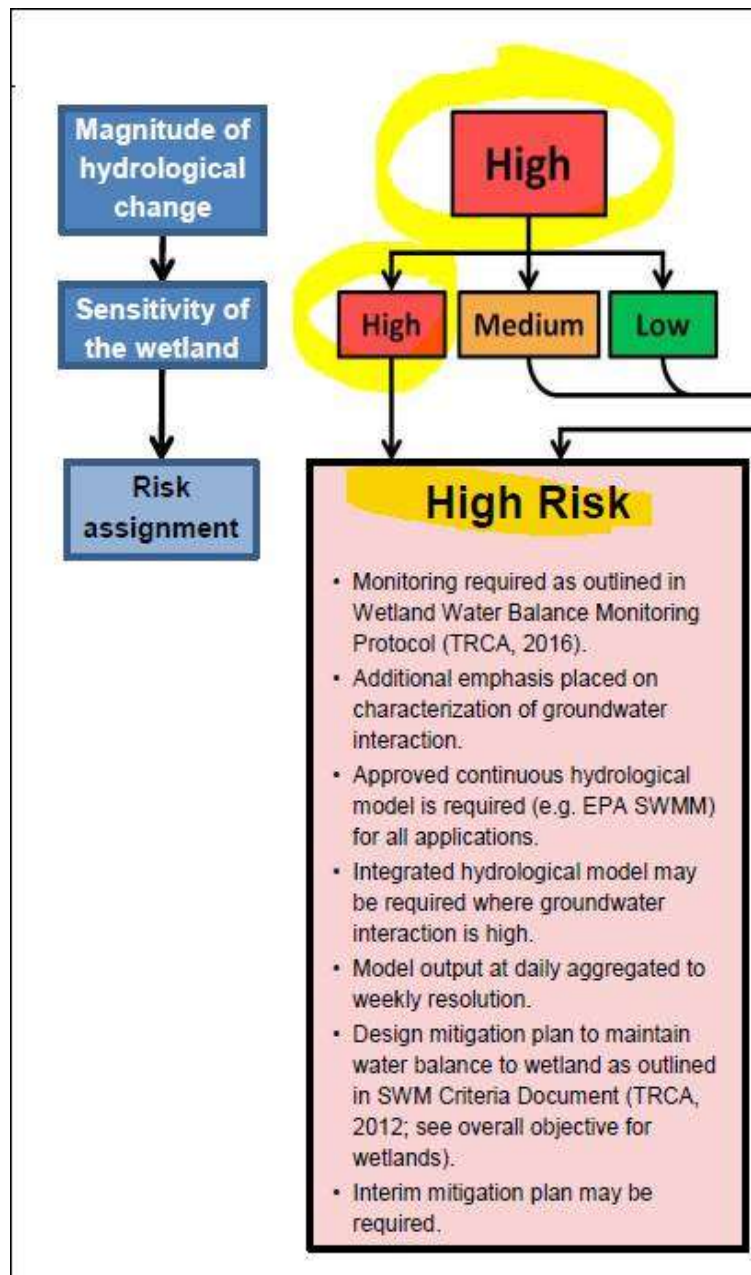 Magnitude of
hydrological
change
High
Sensitivity of
the wetland
High
Medium
Low
Risk
assignment
High Risk
• Monitoring required as outlined in
Wetland Water Balance Monitoring
Protocol (TRCA, 2016).
• Additional emphasis placed on
characterization of groundwater
interaction.
• Approved continuous hydrological
model is required (e.g. EPA SWMM)
for all applications.
• Integrated hydrological model may
be required where groundwater
interaction is high.
• Model output at daily aggregated to
weekly resolution.
• Design mitigation plan to maintain
water balance to wetland as outlined
in SWM Criteria Document (TRCA,
2012; see overall objective for
wetlands).
• Interim mitigation plan may be
required.